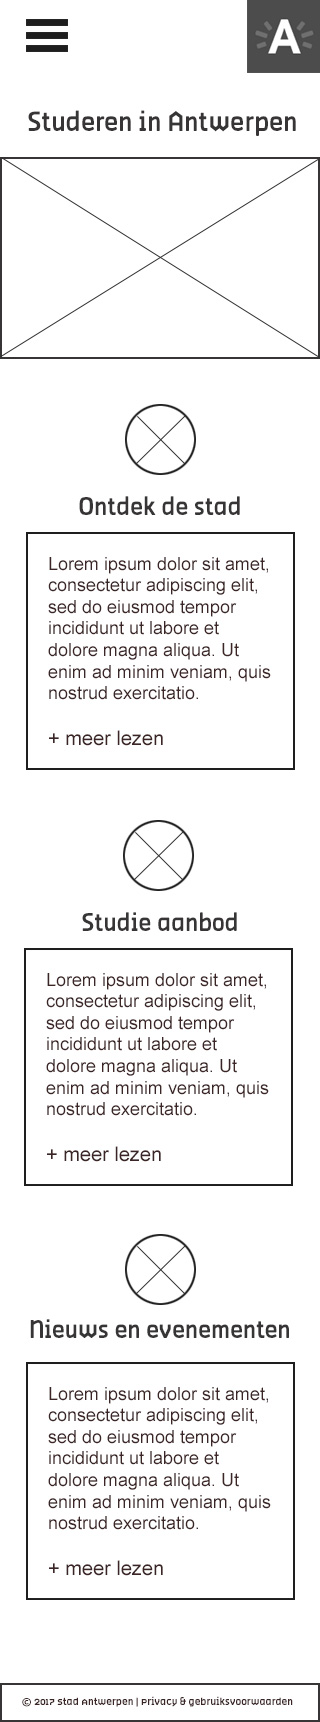 A
Studeren in Antwerpen
Ontdek de stad
Lorem ipsum dolor sit amet,
consectetur adipiscing elit,
sed do eiusmod tempor
incididunt ut labore et
dolore magna aliqua. Ut
enim ad minim veniam, quis
nostrud exercitatio.
+ meer lezen
Studie aanbod
Lorem ipsum dolor sit amet,
consectetur adipiscing elit,
sed do eiusmod tempor
incididunt ut labore et
dolore magna aliqua. Ut
enim ad minim veniam, quis
nostrud exercitatio.
+ meer lezen
Nieuws en evenementen
Lorem ipsum dolor sit amet,
consectetur adipiscing elit,
sed do eiusmod tempor
incididunt ut labore et
dolore magna aliqua. Ut
enim ad minim veniam, quis
nostrud exercitatio.
+ meer lezen
© 2017 Stad Antwerpen | Privacy & gebruiksvoorwaarden